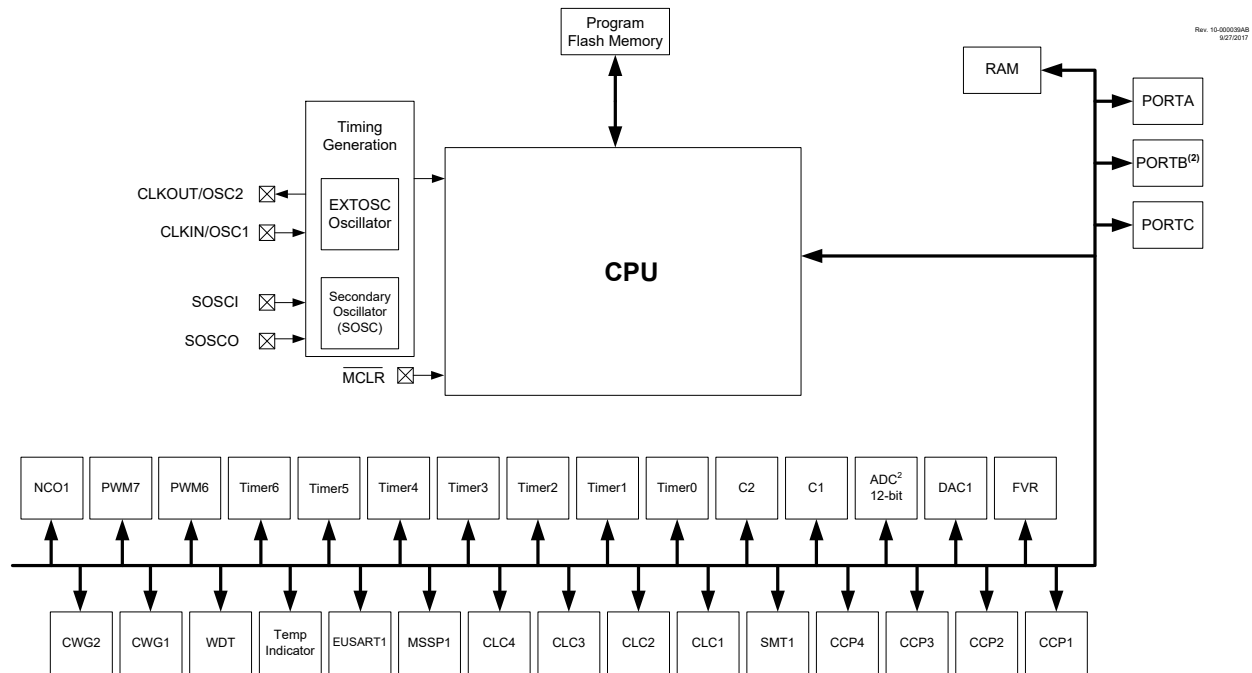 Program
Flash Memory
Rev. 10-000039AB
9/27/2017
RAM
PORTA
Timing
Generation
PORTB(2)
CLKOUT/OSC2
EXTOSC
Oscillator
CLKIN/OSC1
PORTC
CPU
SOSCI
Secondary
Oscillator
(SOSC)
SOSCO
MCLR
NCO1
PWM7
PWM6
Timer6
Timer5
Timer4
Timer3
Timer2
Timer1
Timer0
C2
C1
ADC2
12-bit
DAC1
FVR
CWG2
CWG1
WDT
Temp
Indicator
EUSART1
MSSP1
CLC4
CLC3
CLC2
CLC1
SMT1
CCP4
CCP3
CCP2
CCP1